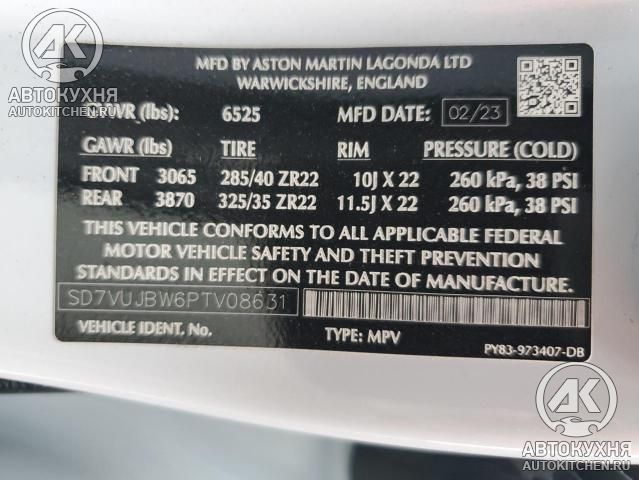 MFD BY ASTON MARTIN LAGONDA LTD
WARWICKSHIRE, ENGLAND
GVWR (lbs): 6525 MFD DATE: 02/23
GAWR (lbs) TIRE RIM PRESSURE (COLD)
FRONT 3065 285/40 ZR22 10J X 22 260 kPa, 38 PSI
REAR 3870 325/35 ZR22 11.5J X 22 260 kPa, 38 PSI
THIS VEHICLE CONFORMS TO ALL APPLICABLE FEDERAL
MOTOR VEHICLE SAFETY AND THEFT PREVENTION
STANDARDS IN EFFECT ON THE DATE OF MANUFACTURE.
SD7VUJBW6PTV08631
VEHICLE IDENT. No. TYPE: MPV PY83-973407-DB
AK
АВТОКУХНЯ
AUTOKITCHEN.RU
AK
АВТОКУХНЯ
AUTOKITCHEN.RU